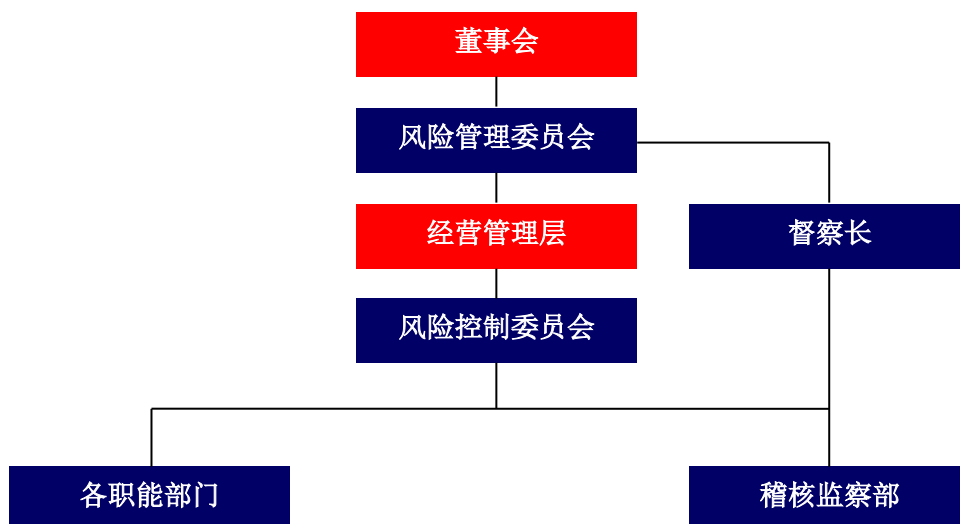 董事会
风险管理委员会
经营管理层
督察长
风险控制委员会
各职能部门
稽核监察部